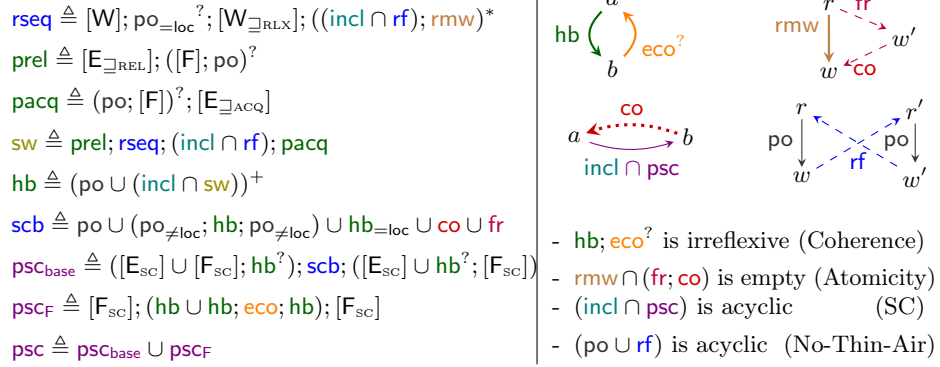 rseq ≜ [W]; po=loc?; [W⊒RLX]; ((incl ∩ rf); rmw)*
prel ≜ [E⊒REL]; ([F]; po)?
pacq ≜ (po; [F])?; [E⊒ACQ]
sw ≜ prel; rseq; (incl ∩ rf); pacq
hb ≜ (po ∪ (incl ∩ sw))+
scb ≜ po ∪ (po≠loc; hb; po≠loc) ∪ hb=loc ∪ co ∪ fr
pscbase ≜ ([ESC] ∪ [FSC]; hb?); scb; ([ESC] ∪ hb?; [FSC])
pscF ≜ [FSC]; (hb ∪ hb; eco; hb); [FSC]
psc ≜ pscbase ∪ pscF
a
hb eco?
b
r fr
rmw w′
w co
co
a b
incl ∩ psc
r r′
po rf po
w w′
- hb; eco? is irreflexive (Coherence)
- rmw ∩ (fr; co) is empty (Atomicity)
- (incl ∩ psc) is acyclic (SC)
- (po ∪ rf) is acyclic (No-Thin-Air)